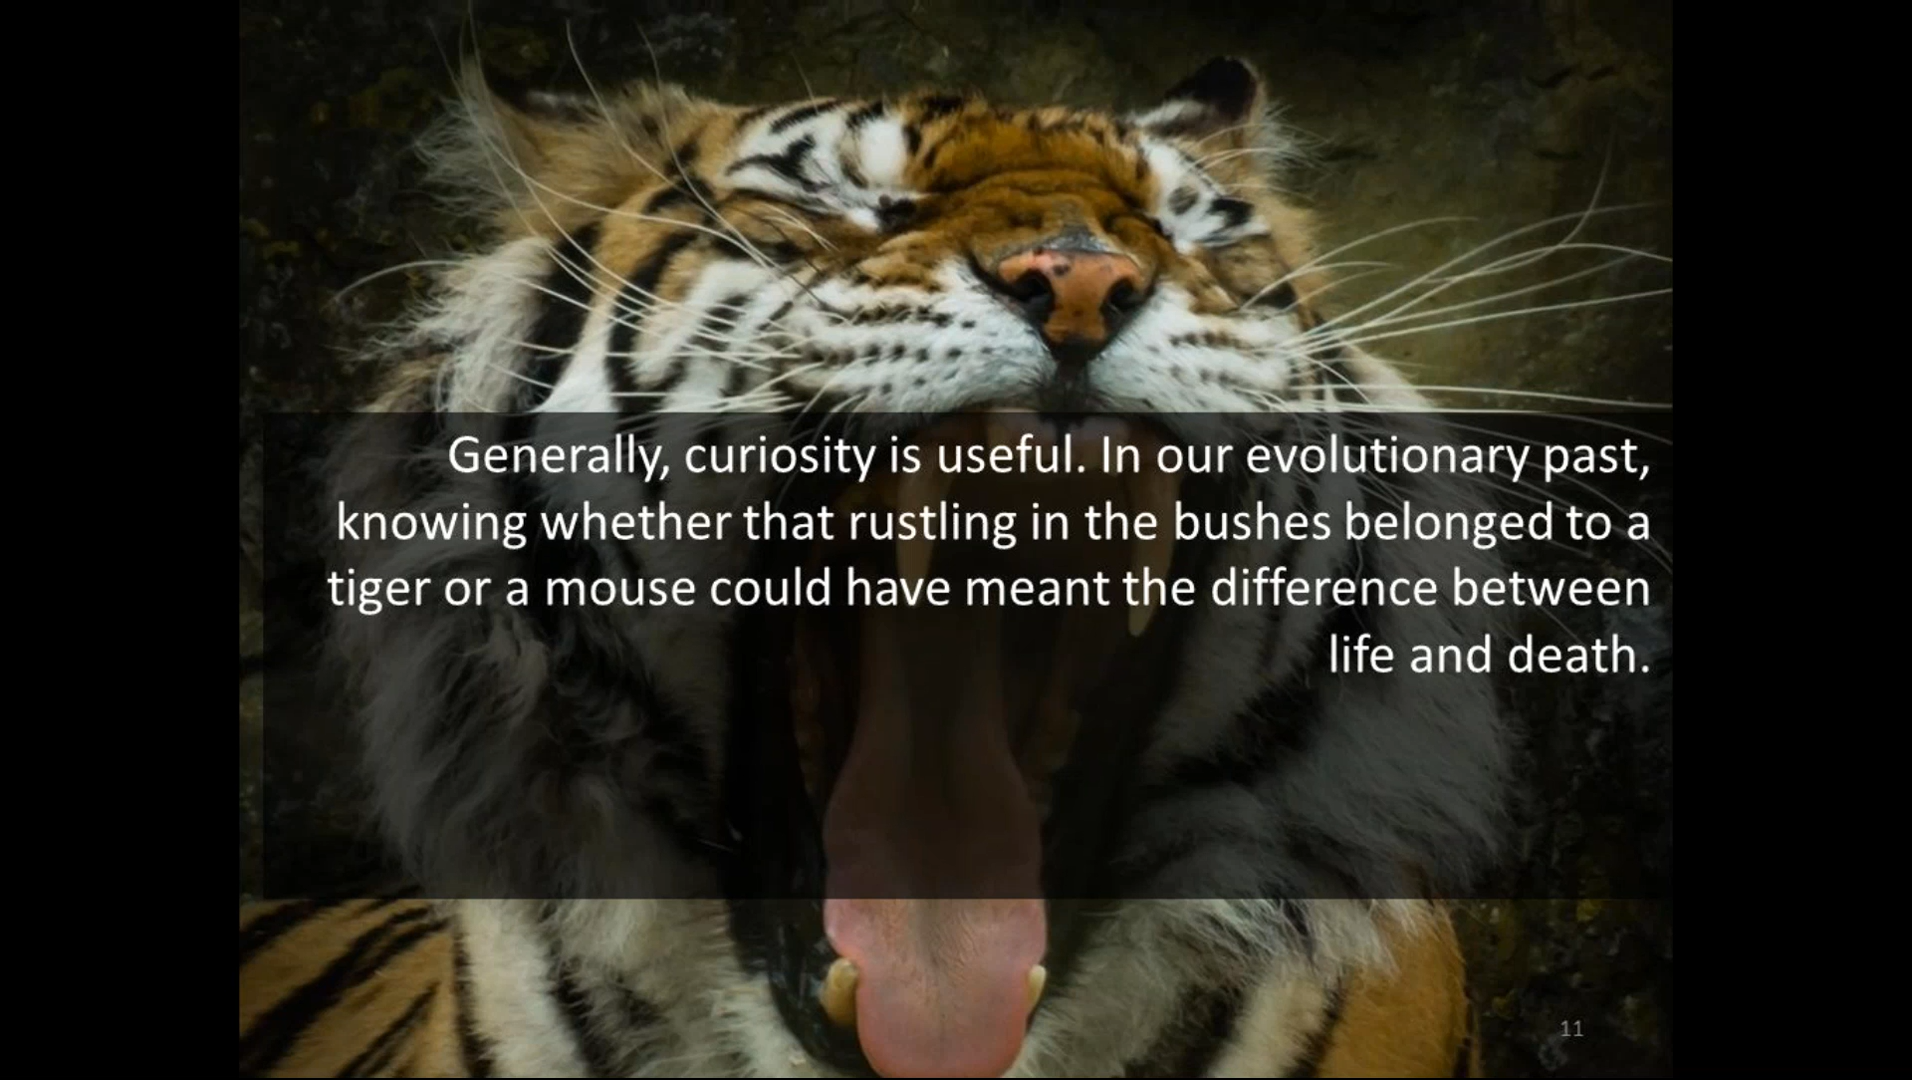 Generally, curiosity is useful. In our evolutionary past,
knowing whether that rustling in the bushes belonged to a
tiger or a mouse could have meant the difference between
life and death.
11